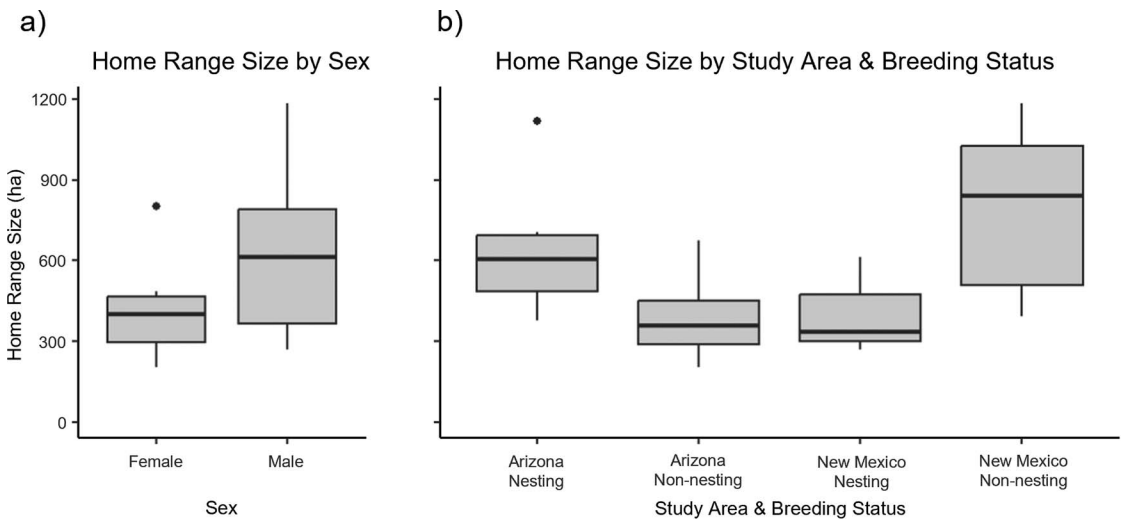 a)
Home Range Size by Sex
Home Range Size (ha)
1200
900
600
300
0
Female
Male
Sex
b)
Home Range Size by Study Area & Breeding Status
Arizona
Nesting
Arizona
Non-nesting
New Mexico
Nesting
New Mexico
Non-nesting
Study Area & Breeding Status